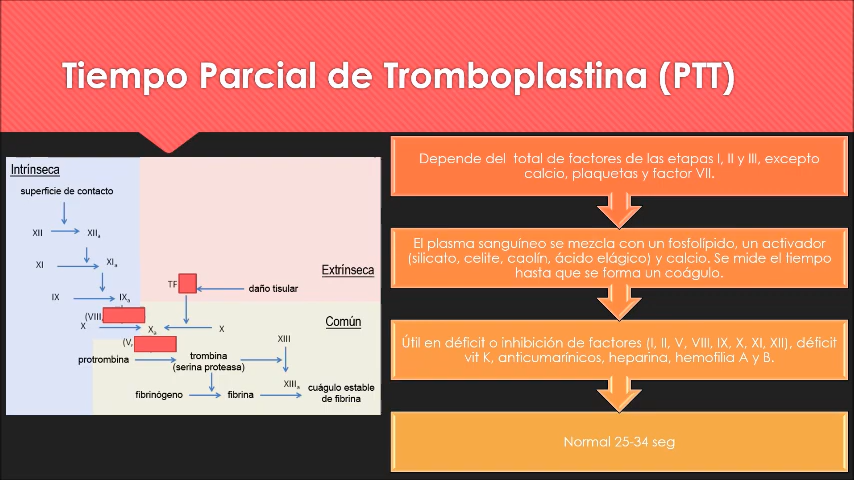 Tiempo Parcial de Tromboplastina (PTT)
Intrínseca
superficie de contacto
XII
XIIa
XI
XIa
IX
IXa
TF
daño tisular
Extrínseca
(VIII
X
Xa
X
Común
(V,
XIII
protrombina
trombina
(serina proteasa)
XIIIa
fibrinógeno
fibrina
cuágulo estable
de fibrina
Depende del total de factores de las etapas I, II y III, excepto
calcio, plaquetas y factor VII.
El plasma sanguíneo se mezcla con un fosfolípido, un activador
(silicato, celite, caolín, ácido elágico) y calcio. Se mide el tiempo
hasta que se forma un coágulo.
Útil en déficit o inhibición de factores (I, II, V, VIII, IX, X, XI, XII), déficit
vit K, anticumarínicos, heparina, hemofilia A y B.
Normal 25-34 seg